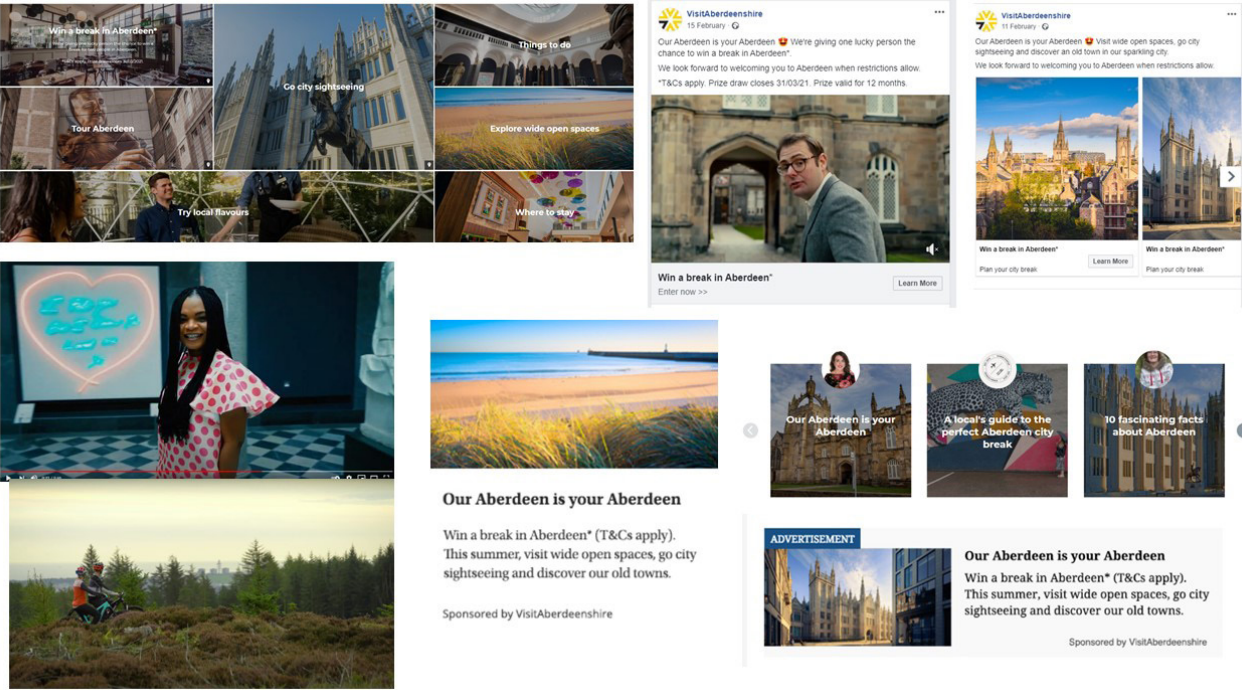 Win a break in Aberdeen*
Things to do
Go city sightseeing
Tour Aberdeen
Explore wide open spaces
Try local flavours
Where to stay
VisitAberdeenshire
15 February
Our Aberdeen is your Aberdeen 😍 We're giving one lucky person the
chance to win a break in Aberdeen*.
We look forward to welcoming you to Aberdeen when restrictions allow.
*T&Cs apply. Prize draw closes 31/03/21. Prize valid for 12 months.
Win a break in Aberdeen*
Enter now >>
Learn More
VisitAberdeenshire
11 February
Our Aberdeen is your Aberdeen 😍 Visit wide open spaces, go city
sightseeing and discover an old town in our sparkling city.
We look forward to welcoming you to Aberdeen when restrictions allow.
Win a break in Aberdeen*
Learn More
Plan your city break
Win a break in Aberdeen*
Plan your city break
Our Aberdeen is Your Aberdeen
Win a break in Aberdeen* (T&Cs apply).
This summer, visit wide open spaces, go city
sightseeing and discover our old towns.
Sponsored by VisitAberdeenshire
Our Aberdeen is your
Aberdeen
A local's guide to the
perfect Aberdeen city
break
10 fascinating facts
about Aberdeen
ADVERTISEMENT
Our Aberdeen is your Aberdeen
Win a break in Aberdeen* (T&Cs apply).
This summer, visit wide open spaces, go city
sightseeing and discover our old towns.
Sponsored by VisitAberdeenshire